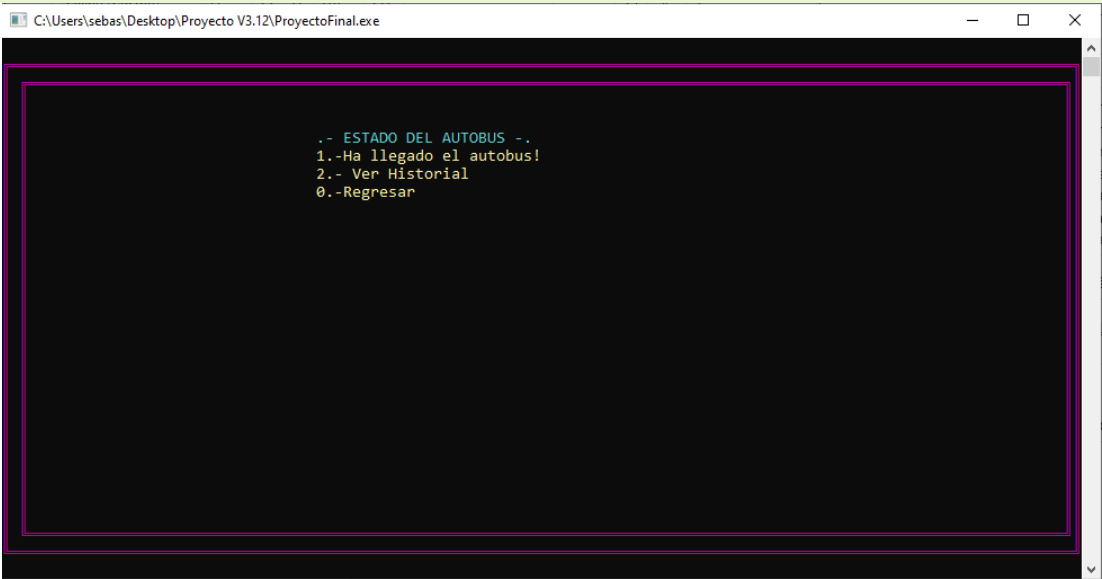 C:\Users\sebas\Desktop\Proyecto V3.12\ProyectoFinal.exe
.- ESTADO DEL AUTOBUS -.
1.-Ha llegado el autobus!
2.- Ver Historial
0.-Regresar